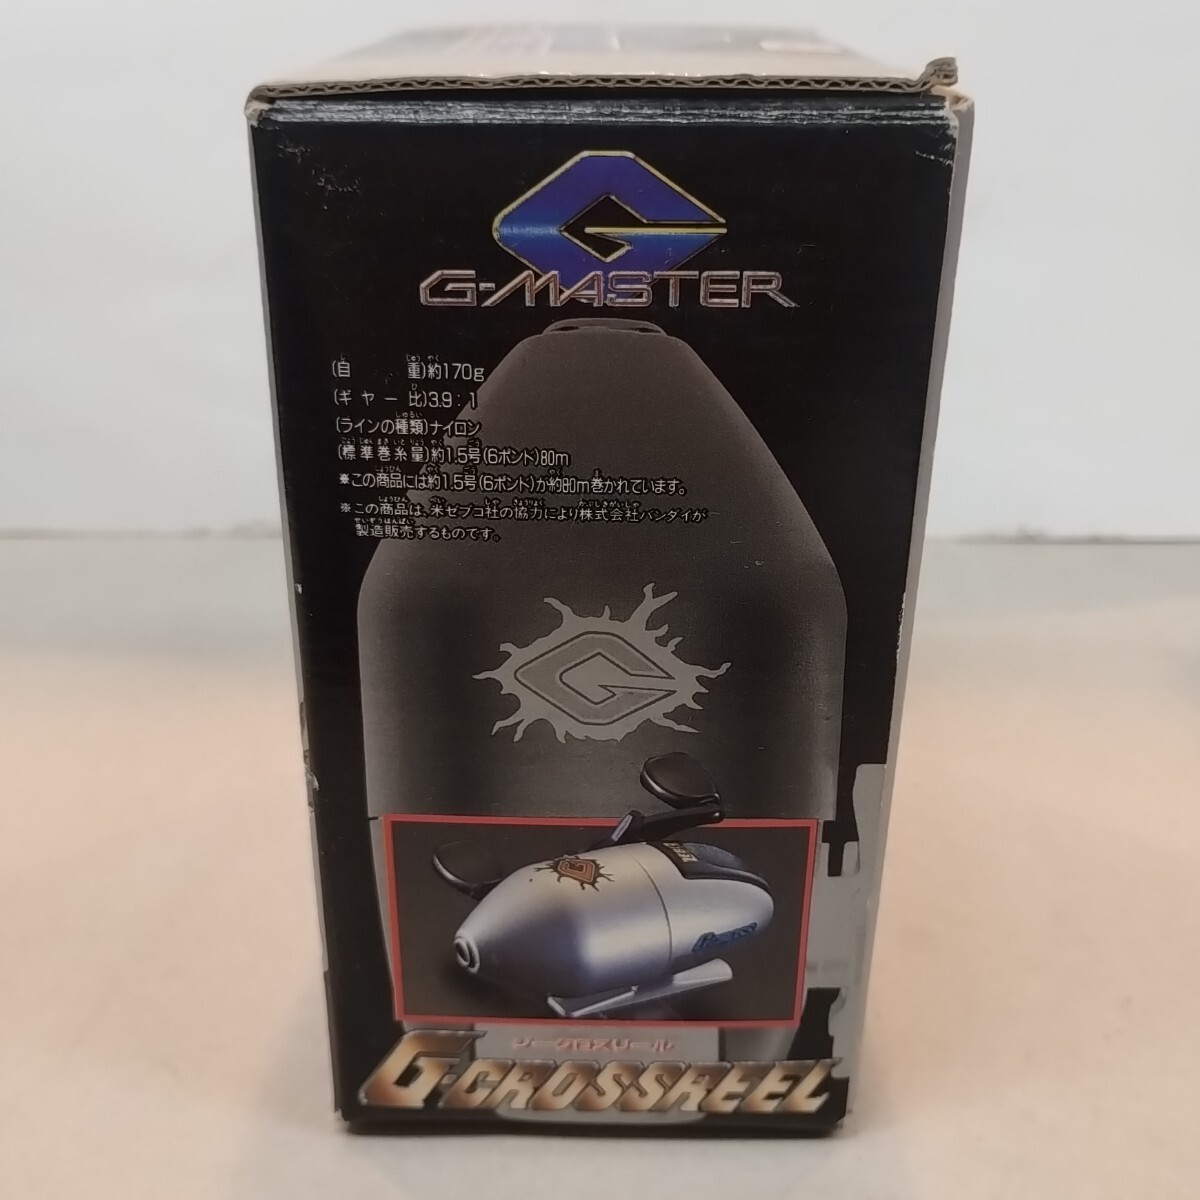 G-MASTER
(自　重)約170g
(ギヤー比)3.9:1
(ラインの種類)ナイロン
(標準巻糸量)約1.5号(6ポンド)80m
※この商品には約1.5号(6ポンド)が約80m巻かれています。
※この商品は、米ゼブコ社の協力により株式会社バンダイが
製造販売するものです。
G-CROSSREEL